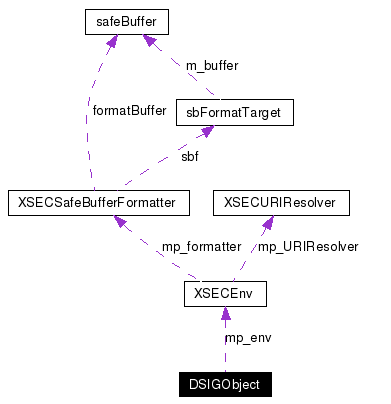 safeBuffer
m_buffer
formatBuffer
sbFormatTarget
sbf
XSECSafeBufferFormatter
XSECURIResolver
mp_formatter
mp_URIResolver
XSECEnv
mp_env
DSIGObject